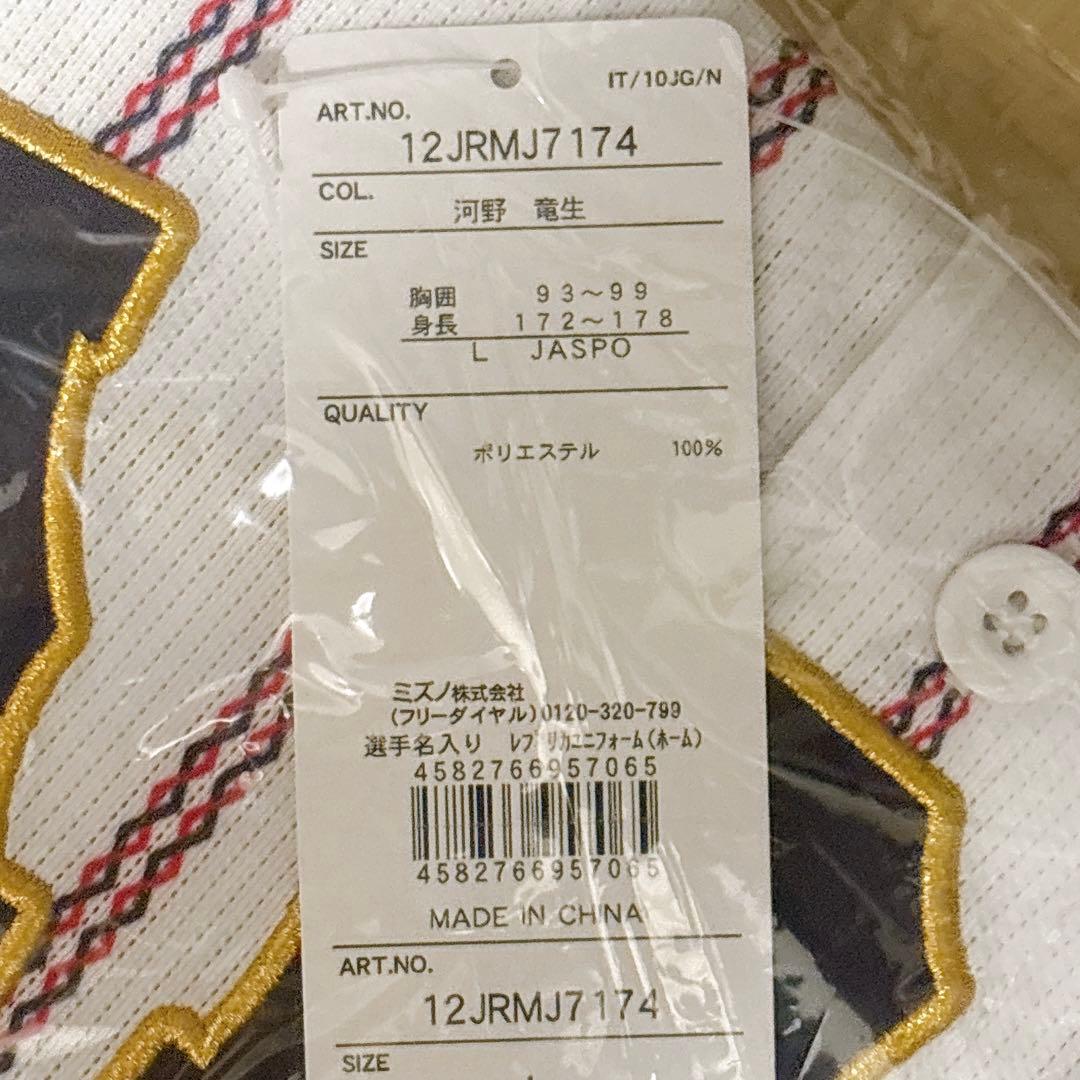 IT/10JG/N
ART.NO.
12JRMJ7174
COL.
河野 竜生
SIZE
胸囲 93～99
身長 172～178
L JASPO
QUALITY
ポリエステル 100%
ミズノ株式会社
(フリーダイヤル)0120-320-799
選手名入り ﾚﾌﾟﾘｶﾕﾆﾌｫｰﾑ(ﾎｰﾑ)
4582766957065
4582766957065
MADE IN CHINA
ART.NO.
12JRMJ7174
SIZE